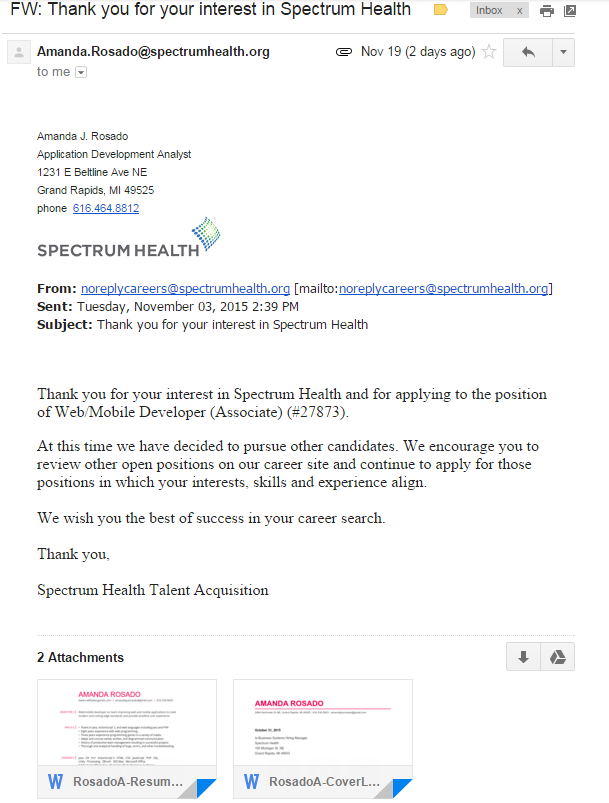 FW: Thank you for your interest in Spectrum Health
Inbox x
Amanda.Rosado@spectrumhealth.org
Nov 19 (2 days ago)
to me
Amanda J. Rosado
Application Development Analyst
1231 E Beltline Ave NE
Grand Rapids, MI 49525
phone 616.464.8812
SPECTRUM HEALTH
From: noreplycareers@spectrumhealth.org [mailto:noreplycareers@spectrumhealth.org]
Sent: Tuesday, November 03, 2015 2:39 PM
Subject: Thank you for your interest in Spectrum Health
Thank you for your interest in Spectrum Health and for applying to the position
of Web/Mobile Developer (Associate) (#27873).
At this time we have decided to pursue other candidates. We encourage you to
review other open positions on our career site and continue to apply for those
positions in which your interests, skills and experience align.
We wish you the best of success in your career search.
Thank you,
Spectrum Health Talent Acquisition
2 Attachments
AMANDA ROSADO
AMANDA ROSADO
October 31, 2015
Spectrum Health
W RosadoA-Resum...
W RosadoA-CoverL...